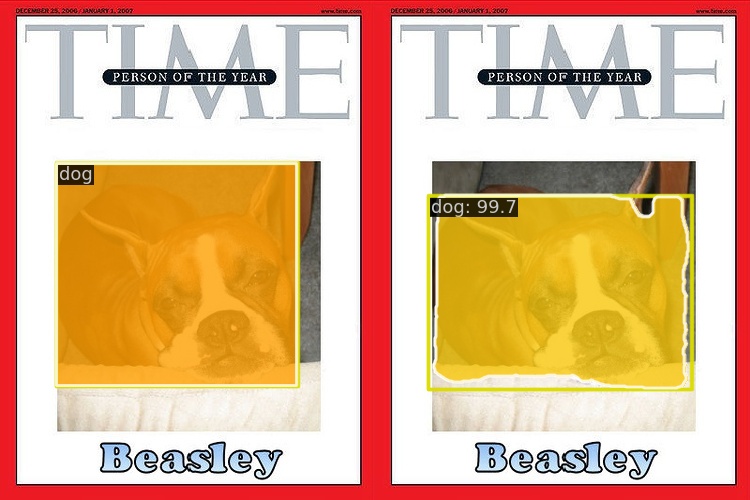 DECEMBER 25, 2006 / JANUARY 1, 2007 www.time.com
TIME
PERSON OF THE YEAR
dog
Beasley
DECEMBER 25, 2006 / JANUARY 1, 2007 www.time.com
TIME
PERSON OF THE YEAR
dog: 99.7
Beasley